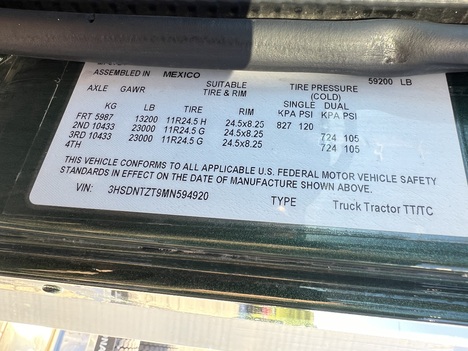 ASSEMBLED IN MEXICO 59200 LB
SUITABLE TIRE PRESSURE
AXLE GAWR TIRE & RIM (COLD)
SINGLE DUAL
KG LB TIRE RIM KPA PSI KPA PSI
FRT 5987 13200 11R24.5 H 24.5x8.25 827 120
2ND 10433 23000 11R24.5 G 24.5x8.25 724 105
3RD 10433 23000 11R24.5 G 24.5x8.25 724 105
4TH
THIS VEHICLE CONFORMS TO ALL APPLICABLE U.S. FEDERAL MOTOR VEHICLE SAFETY
STANDARDS IN EFFECT ON THE DATE OF MANUFACTURE SHOWN ABOVE.
VIN: 3HSDNTZT9MN594920 TYPE Truck Tractor TT/TC